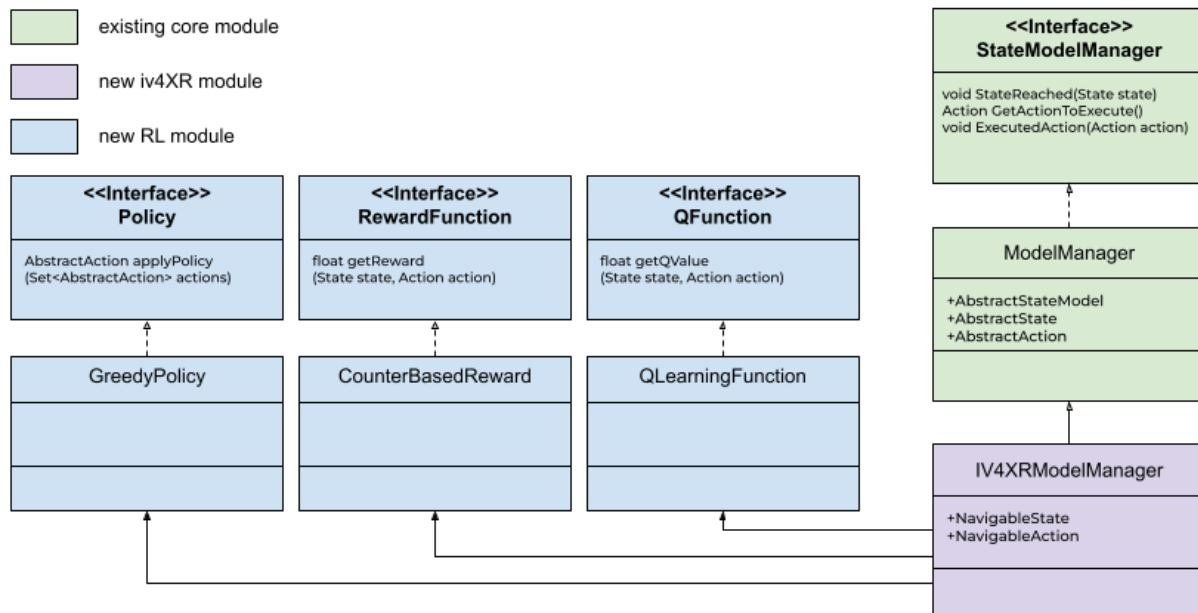 existing core module
new iv4XR module
new RL module
<<Interface>>
StateModelManager
void StateReached(State state)
Action GetActionToExecute()
void ExecutedAction(Action action)
<<Interface>>
Policy
AbstractAction applyPolicy
(Set<AbstractAction> actions)
<<Interface>>
RewardFunction
float getReward
(State state, Action action)
<<Interface>>
QFunction
float getQValue
(State state, Action action)
ModelManager
+AbstractStateModel
+AbstractState
+AbstractAction
GreedyPolicy
CounterBasedReward
QLearningFunction
IV4XRModelManager
+NavigableState
+NavigableAction